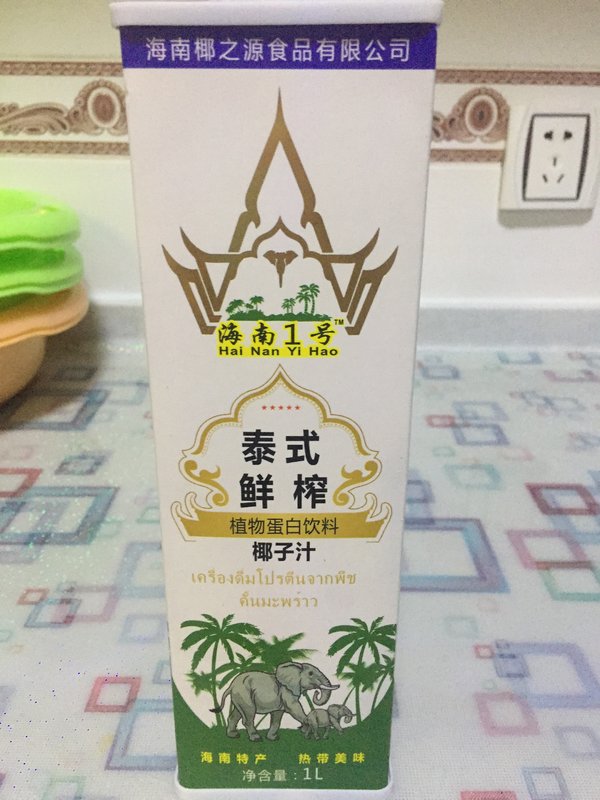 海南椰之源食品有限公司
海南1号™
Hai Nan Yi Hao
泰式
鲜榨
植物蛋白饮料
椰子汁
เครื่องดื่มโปรตีนจากพืช
คั้นมะพร้าว
海南特产 热带美味
净含量：1L